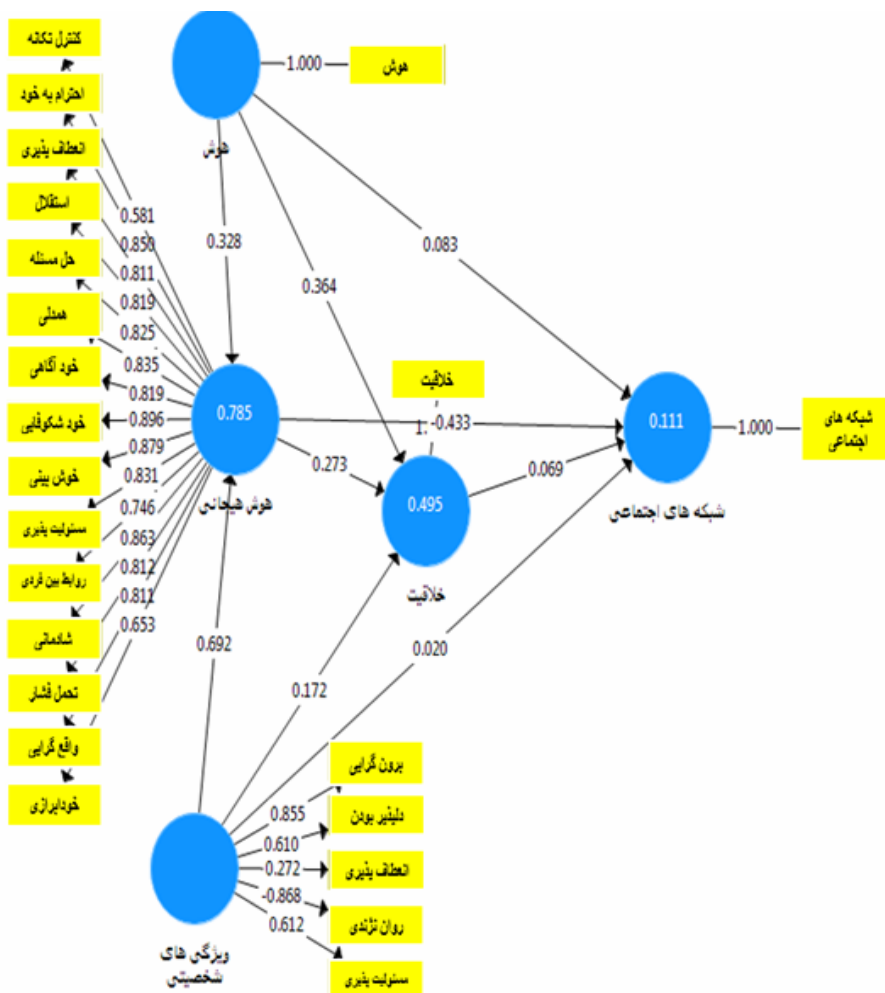 کنترل تکانه
احترام به خود
انعطاف پذیری
استقلال
حل مسئله
همدلی
خود آگاهی
خود شکوفایی
خوش بینی
مسئولیت پذیری
روابط بین فردی
شادمانی
تحمل فشار
واقع گرایی
خودابرازی
0.581
0.850
0.811
0.819
0.825
0.835
0.819
0.896
0.879
0.831
0.746
0.863
0.812
0.811
0.653
1.000
هوش
هوش
0.328
0.364
0.083
0.785
هوش هیجانی
خلاقیت
1.
-0.433
0.273
0.495
خلاقیت
0.069
0.111
شبکه های اجتماعی
1.000
شبکه های
اجتماعی
0.692
0.172
0.020
ویژگی های
شخصیتی
0.855
0.610
0.272
-0.868
0.612
برون گرایی
دلپذیر بودن
انعطاف پذیری
روان نژندی
مسئولیت پذیری